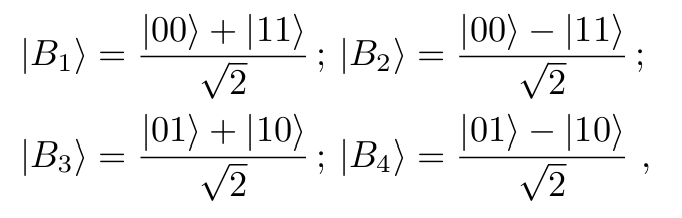 |B₁⟩ = (|00⟩ + |11⟩)/√2 ; |B₂⟩ = (|00⟩ − |11⟩)/√2 ;
|B₃⟩ = (|01⟩ + |10⟩)/√2 ; |B₄⟩ = (|01⟩ − |10⟩)/√2 ,